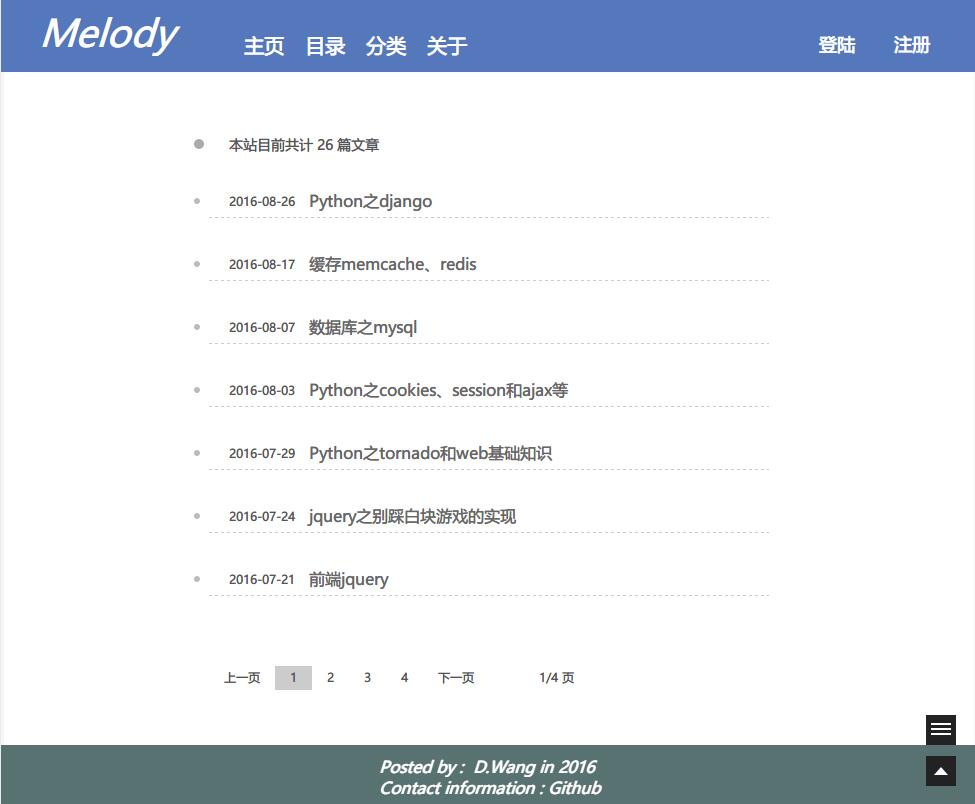 Melody 主页 目录 分类 关于 登陆 注册
本站目前共计 26 篇文章
2016-08-26 Python之django
2016-08-17 缓存memcache、redis
2016-08-07 数据库之mysql
2016-08-03 Python之cookies、session和ajax等
2016-07-29 Python之tornado和web基础知识
2016-07-24 jquery之别踩白块游戏的实现
2016-07-21 前端jquery
上一页 1 2 3 4 下一页 1/4 页
Posted by : D.Wang in 2016
Contact information : Github